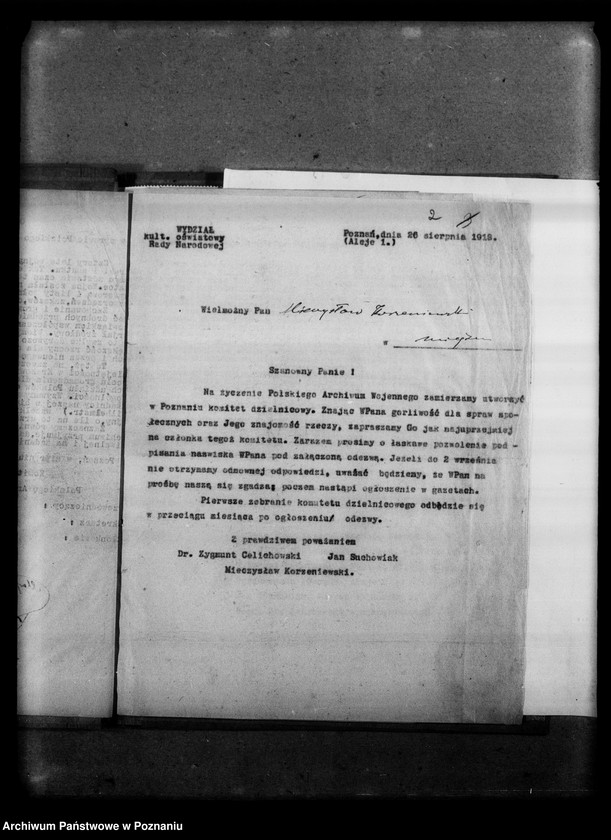 2
WYDZIAŁ
kult. oświatowy
Rady Narodowej
Poznań,dnia 26 sierpnia 1918.
(Aleje 1.)
Wielmożny Pan Mieczysław Korzeniewski
w miejscu
Szanowny Panie !
Na życzenie Polskiego Archiwum Wojennego zamierzamy utworzyć
w Poznaniu komitet dzielnicowy. Znając WPana gorliwość dla spraw spo-
łecznych oraz Jego znajomość rzeczy, zapraszamy Go jak najuprzejmiej
na członka tegoż komitetu. Zarazem prosimy o łaskawe pozwolenie pod-
pisania nazwiska WPana pod załączoną odezwą. Jeżeli do 2 września
nie otrzymamy odmownej odpowiedzi, uważać będziemy, że WPan na
prośbę naszą się zgadza; poczem nastąpi ogłoszenie w gazetach.
Pierwsze zebranie komitetu dzielnicowego odbędzie się
w przeciągu miesiąca po ogłoszeniu/ odezwy.
Z prawdziwem poważaniem
Dr. Zygmunt Celichowski Jan Suchowiak
Mieczysław Korzeniewski.
Archiwum Państwowe w Poznaniu